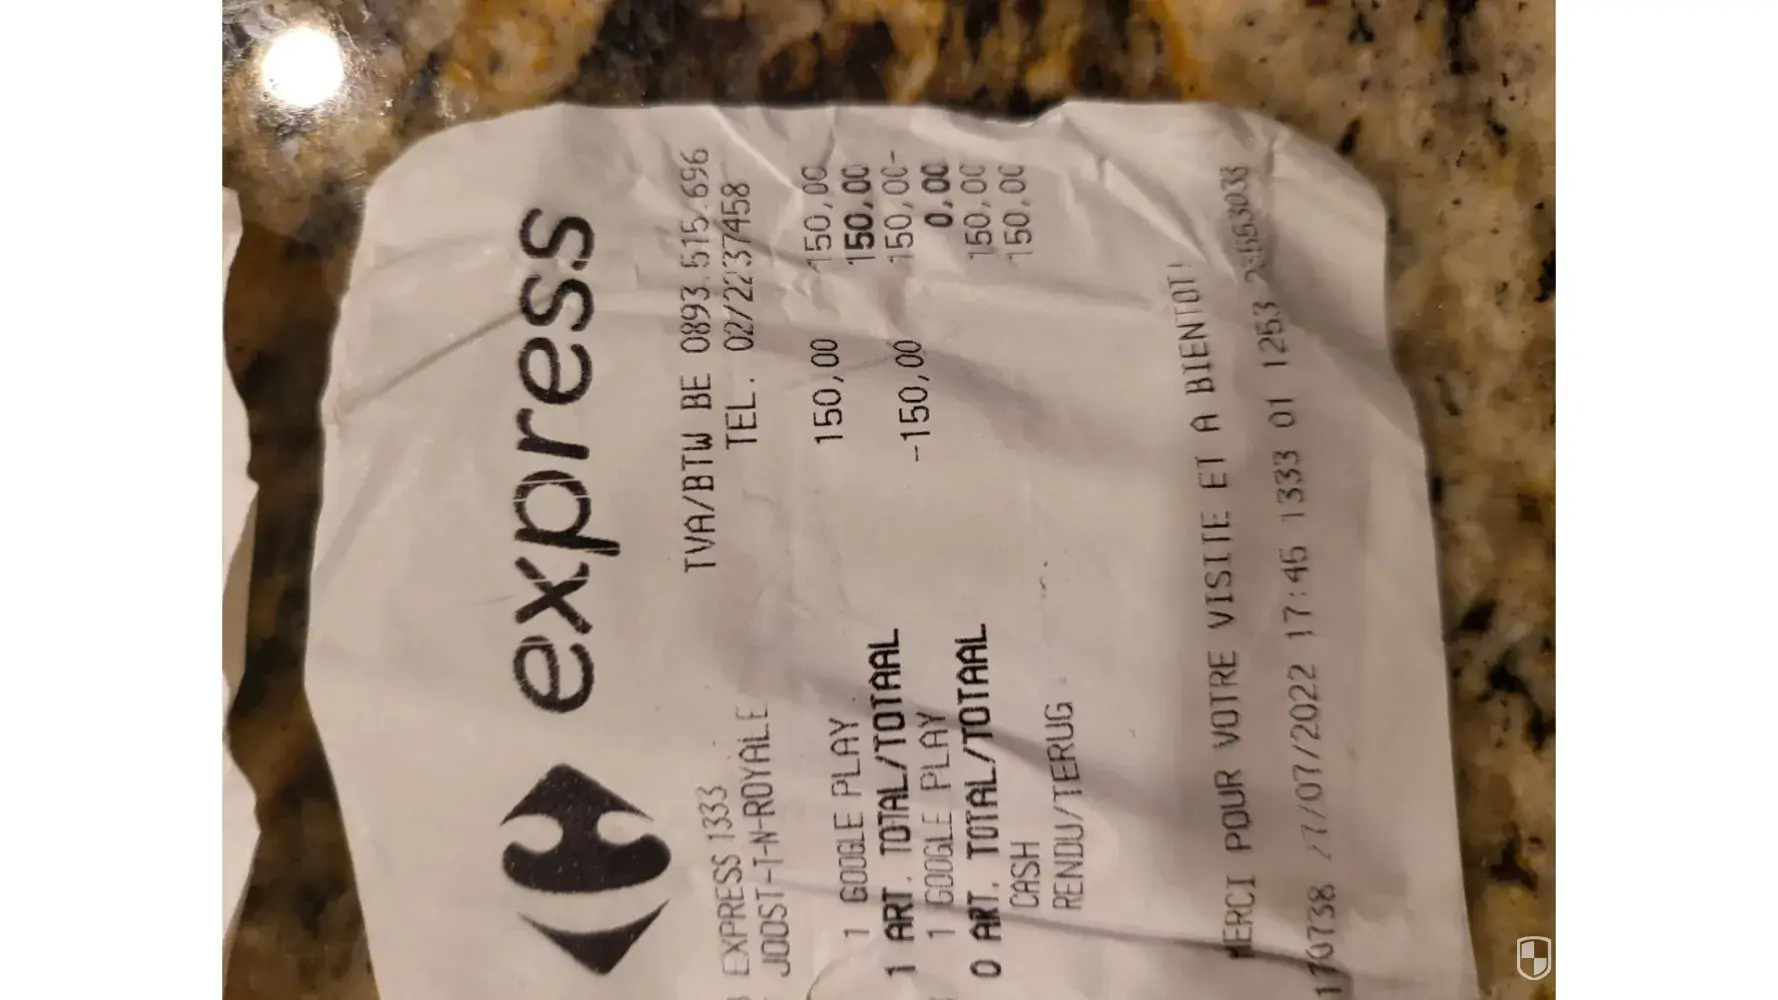 express
EXPRESS 1333 TVA/BTW BE 0893.515.696
JOOST-T-N-ROYALE TEL. 02/2237458
1 GOOGLE PLAY 150,00 150,00
1 ART. TOTAL/TOTAAL 150,00
1 GOOGLE PLAY -150,00 150,00-
0 ART. TOTAL/TOTAAL 0,00
CASH 150,00
RENDU/TERUG 150,00
MERCI POUR VOTRE VISITE ET A BIENTOT!
27/07/2022 17:45 1333 01 1253